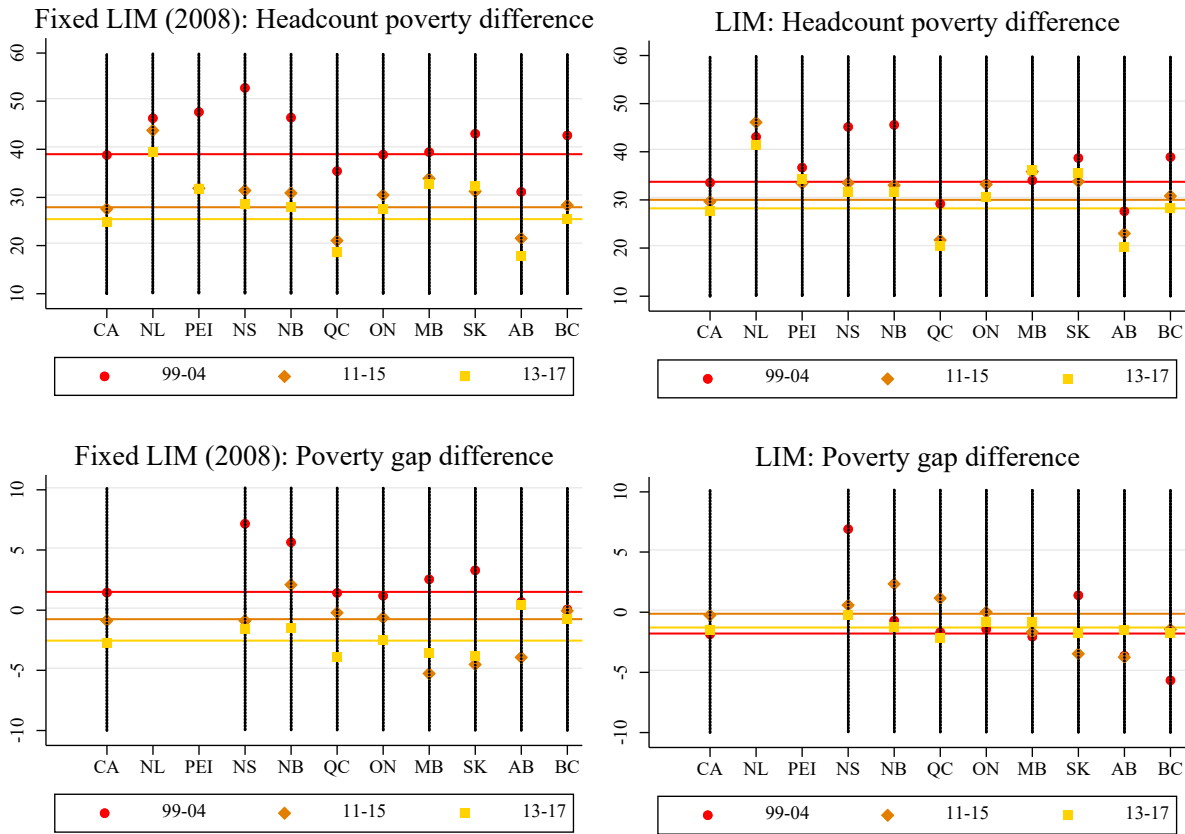 Fixed LIM (2008): Headcount poverty difference
60
50
40
30
20
10
CA NL PEI NS NB QC ON MB SK AB BC
99-04 11-15 13-17
LIM: Headcount poverty difference
60
50
40
30
20
10
CA NL PEI NS NB QC ON MB SK AB BC
99-04 11-15 13-17
Fixed LIM (2008): Poverty gap difference
10
5
0
-5
-10
CA NL PEI NS NB QC ON MB SK AB BC
99-04 11-15 13-17
LIM: Poverty gap difference
10
5
0
-5
-10
CA NL PEI NS NB QC ON MB SK AB BC
99-04 11-15 13-17